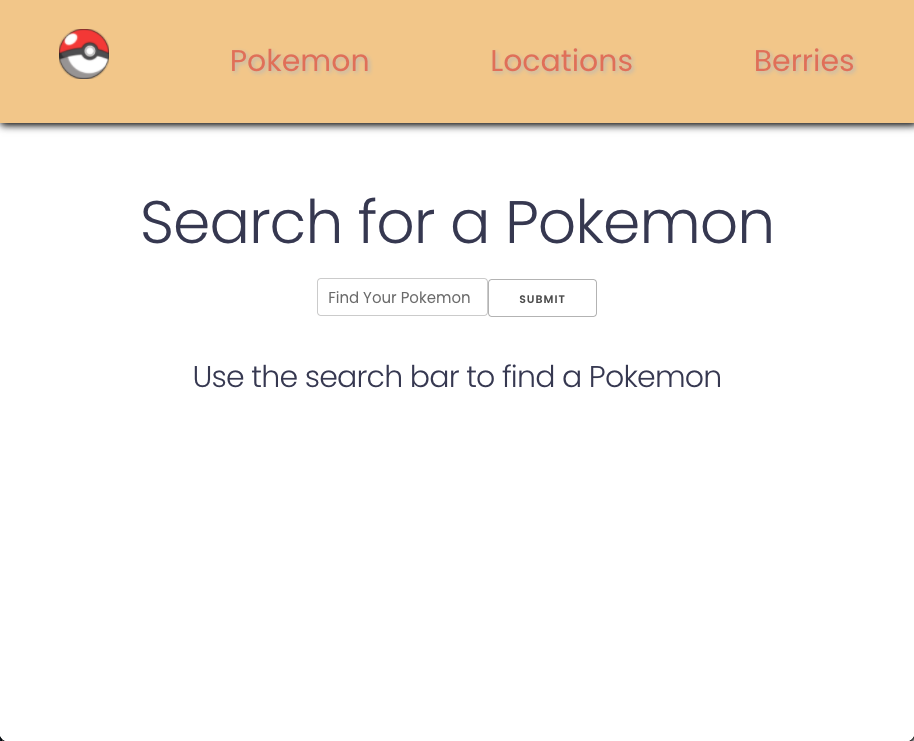 Pokemon Locations Berries
Search for a Pokemon
Find Your Pokemon SUBMIT
Use the search bar to find a Pokemon